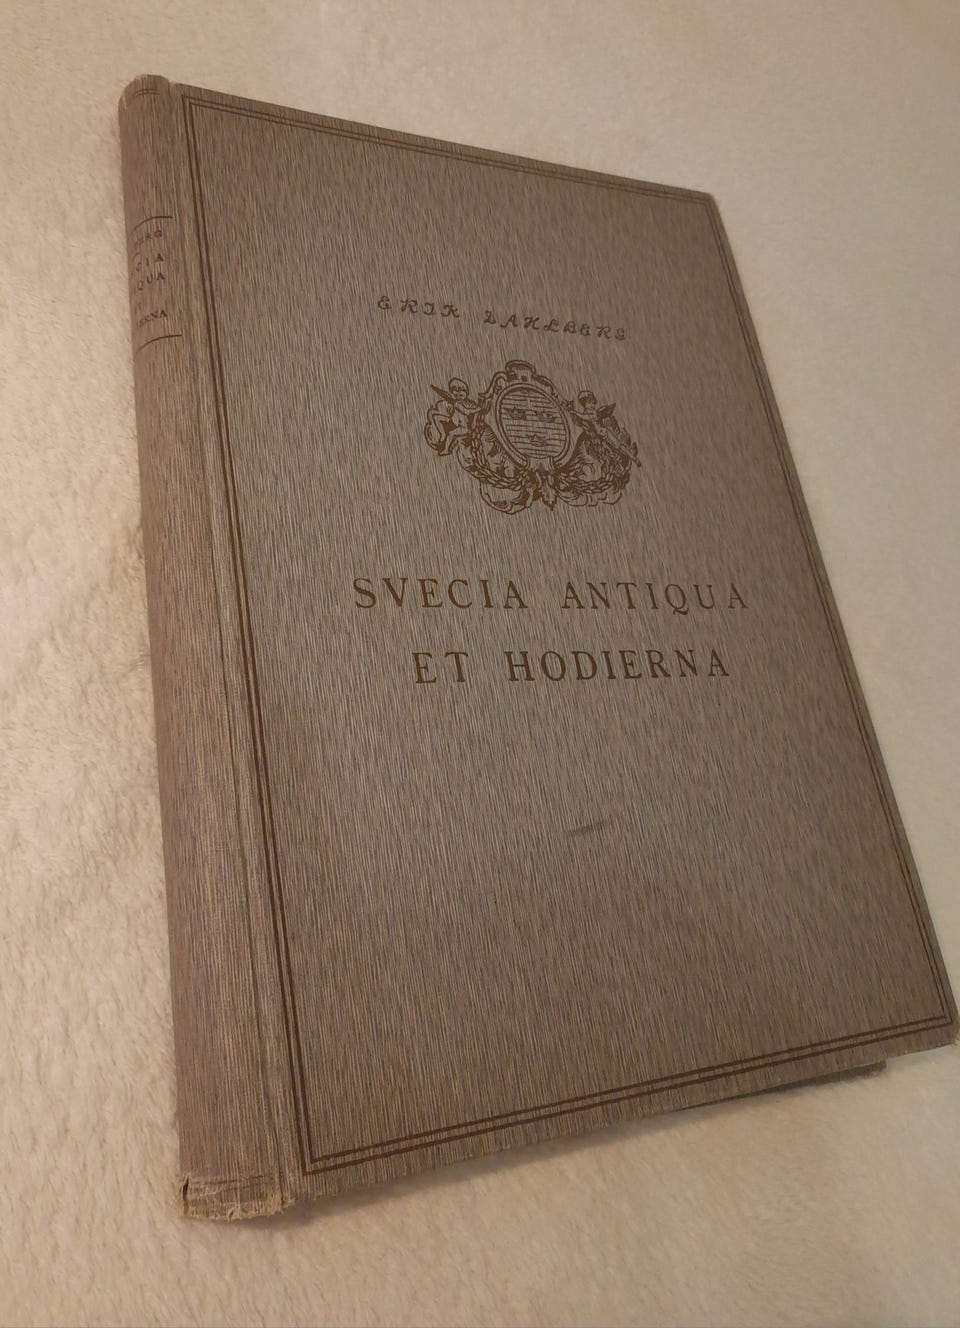 ERIK DAHLBERG
SVECIA ANTIQUA
ET HODIERNA